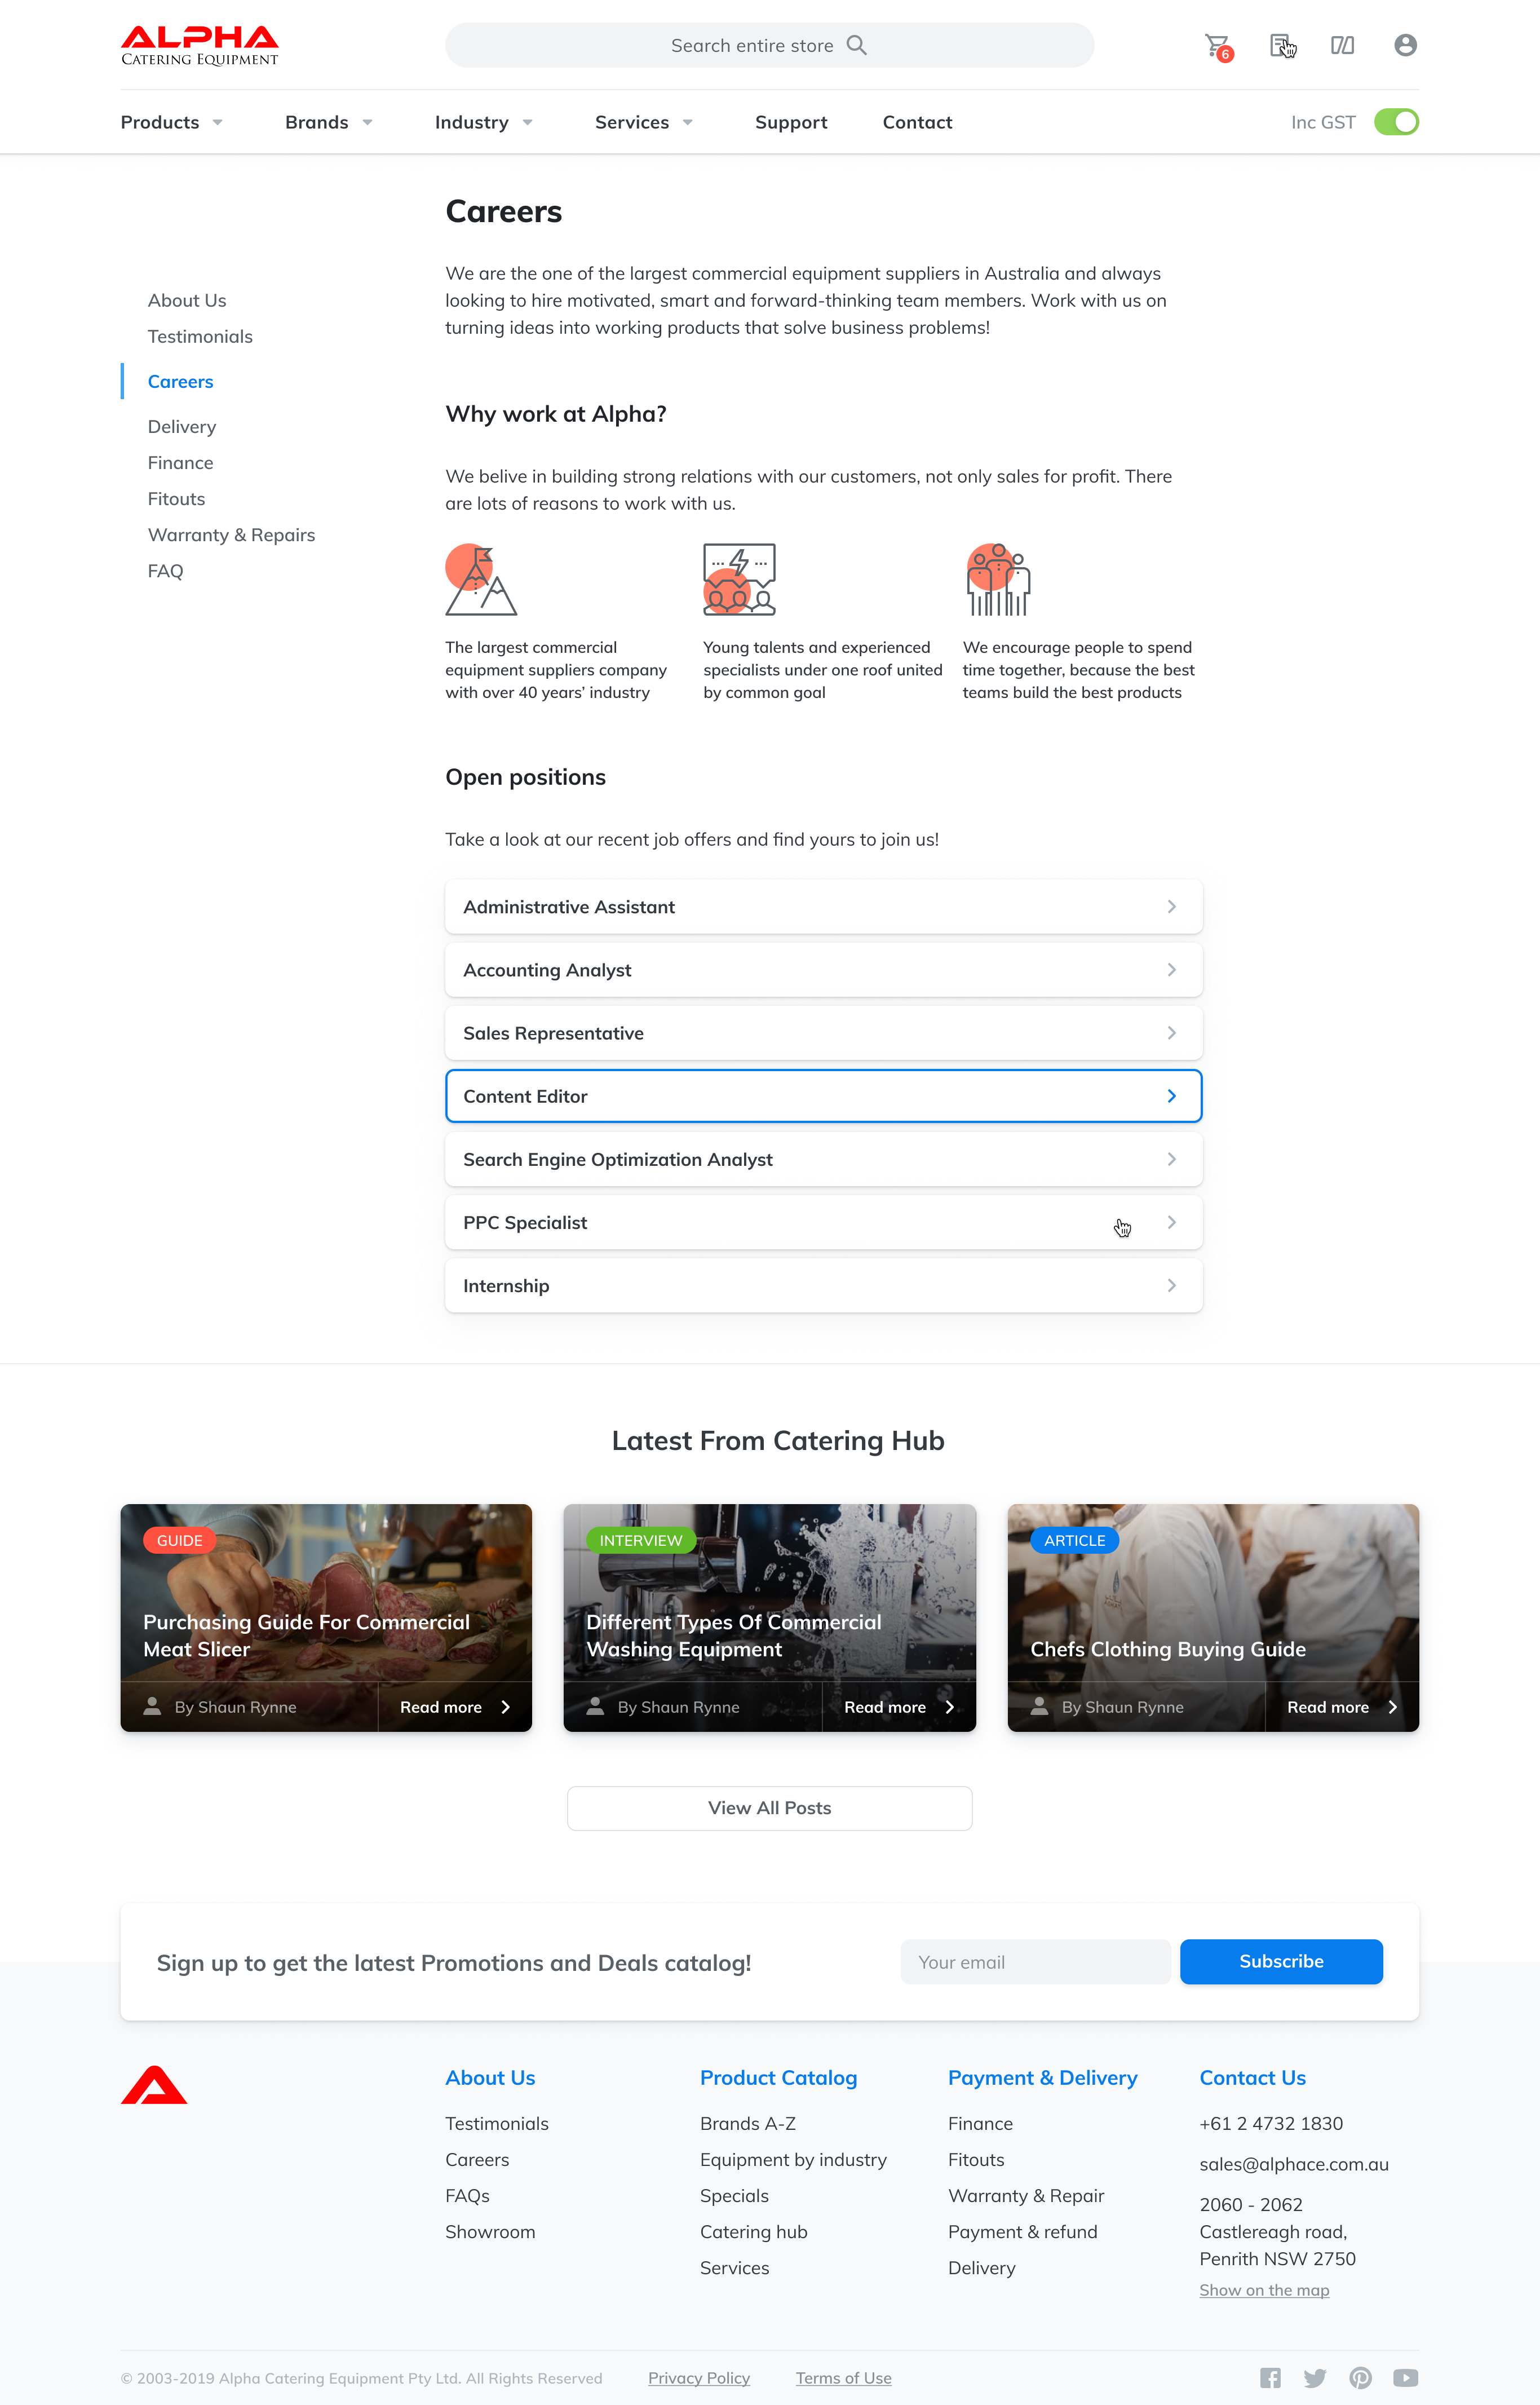 ALPHA
CATERING EQUIPMENT
Search entire store
6
Products
Brands
Industry
Services
Support
Contact
Inc GST
Careers
We are the one of the largest commercial equipment suppliers in Australia and always
looking to hire motivated, smart and forward-thinking team members. Work with us on
turning ideas into working products that solve business problems!
About Us
Testimonials
Careers
Delivery
Finance
Fitouts
Warranty & Repairs
FAQ
Why work at Alpha?
We belive in building strong relations with our customers, not only sales for profit. There
are lots of reasons to work with us.
The largest commercial
equipment suppliers company
with over 40 years’ industry
Young talents and experienced
specialists under one roof united
by common goal
We encourage people to spend
time together, because the best
teams build the best products
Open positions
Take a look at our recent job offers and find yours to join us!
Administrative Assistant
Accounting Analyst
Sales Representative
Content Editor
Search Engine Optimization Analyst
PPC Specialist
Internship
Latest From Catering Hub
GUIDE
Purchasing Guide For Commercial
Meat Slicer
By Shaun Rynne
Read more
INTERVIEW
Different Types Of Commercial
Washing Equipment
By Shaun Rynne
Read more
ARTICLE
Chefs Clothing Buying Guide
By Shaun Rynne
Read more
View All Posts
Sign up to get the latest Promotions and Deals catalog!
Your email
Subscribe
About Us
Testimonials
Careers
FAQs
Showroom
Product Catalog
Brands A-Z
Equipment by industry
Specials
Catering hub
Services
Payment & Delivery
Finance
Fitouts
Warranty & Repair
Payment & refund
Delivery
Contact Us
+61 2 4732 1830
sales@alphace.com.au
2060 - 2062
Castlereagh road,
Penrith NSW 2750
Show on the map
© 2003-2019 Alpha Catering Equipment Pty Ltd. All Rights Reserved
Privacy Policy
Terms of Use